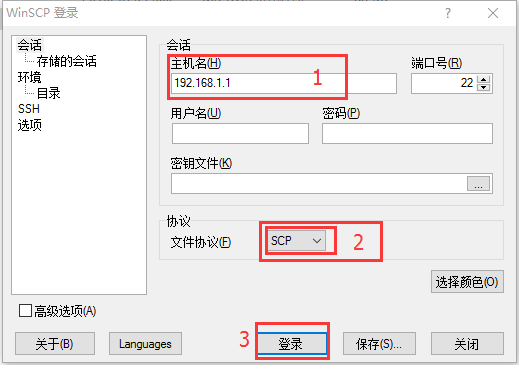 WinSCP 登录
会话
存储的会话
环境
目录
SSH
选项
高级选项(A)
会话
主机名(H)
端口号(R)
192.168.1.1
1
22
用户名(U)
密码(P)
密钥文件(K)
...
协议
文件协议(F)
SCP
2
选择颜色(O)
3
关于(B)
Languages
登录
保存(S)...
关闭